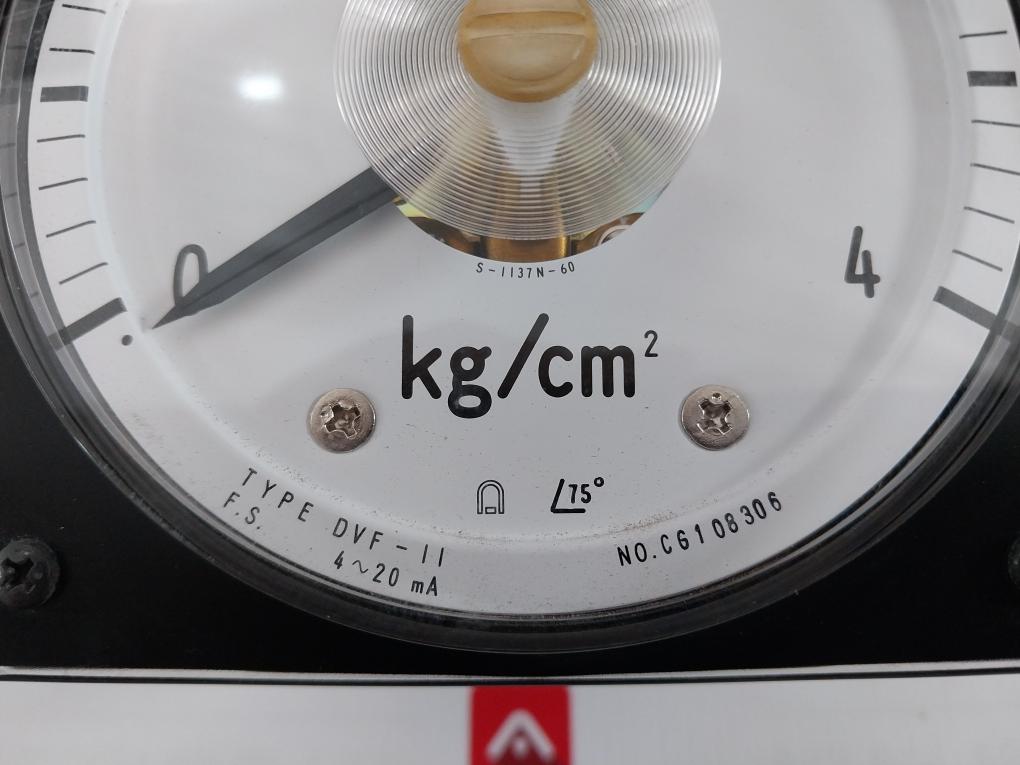 0
4
S-1137N-60
kg/cm²
75°
TYPE DVF-11
F.S. 4~20 mA
NO.C6108306